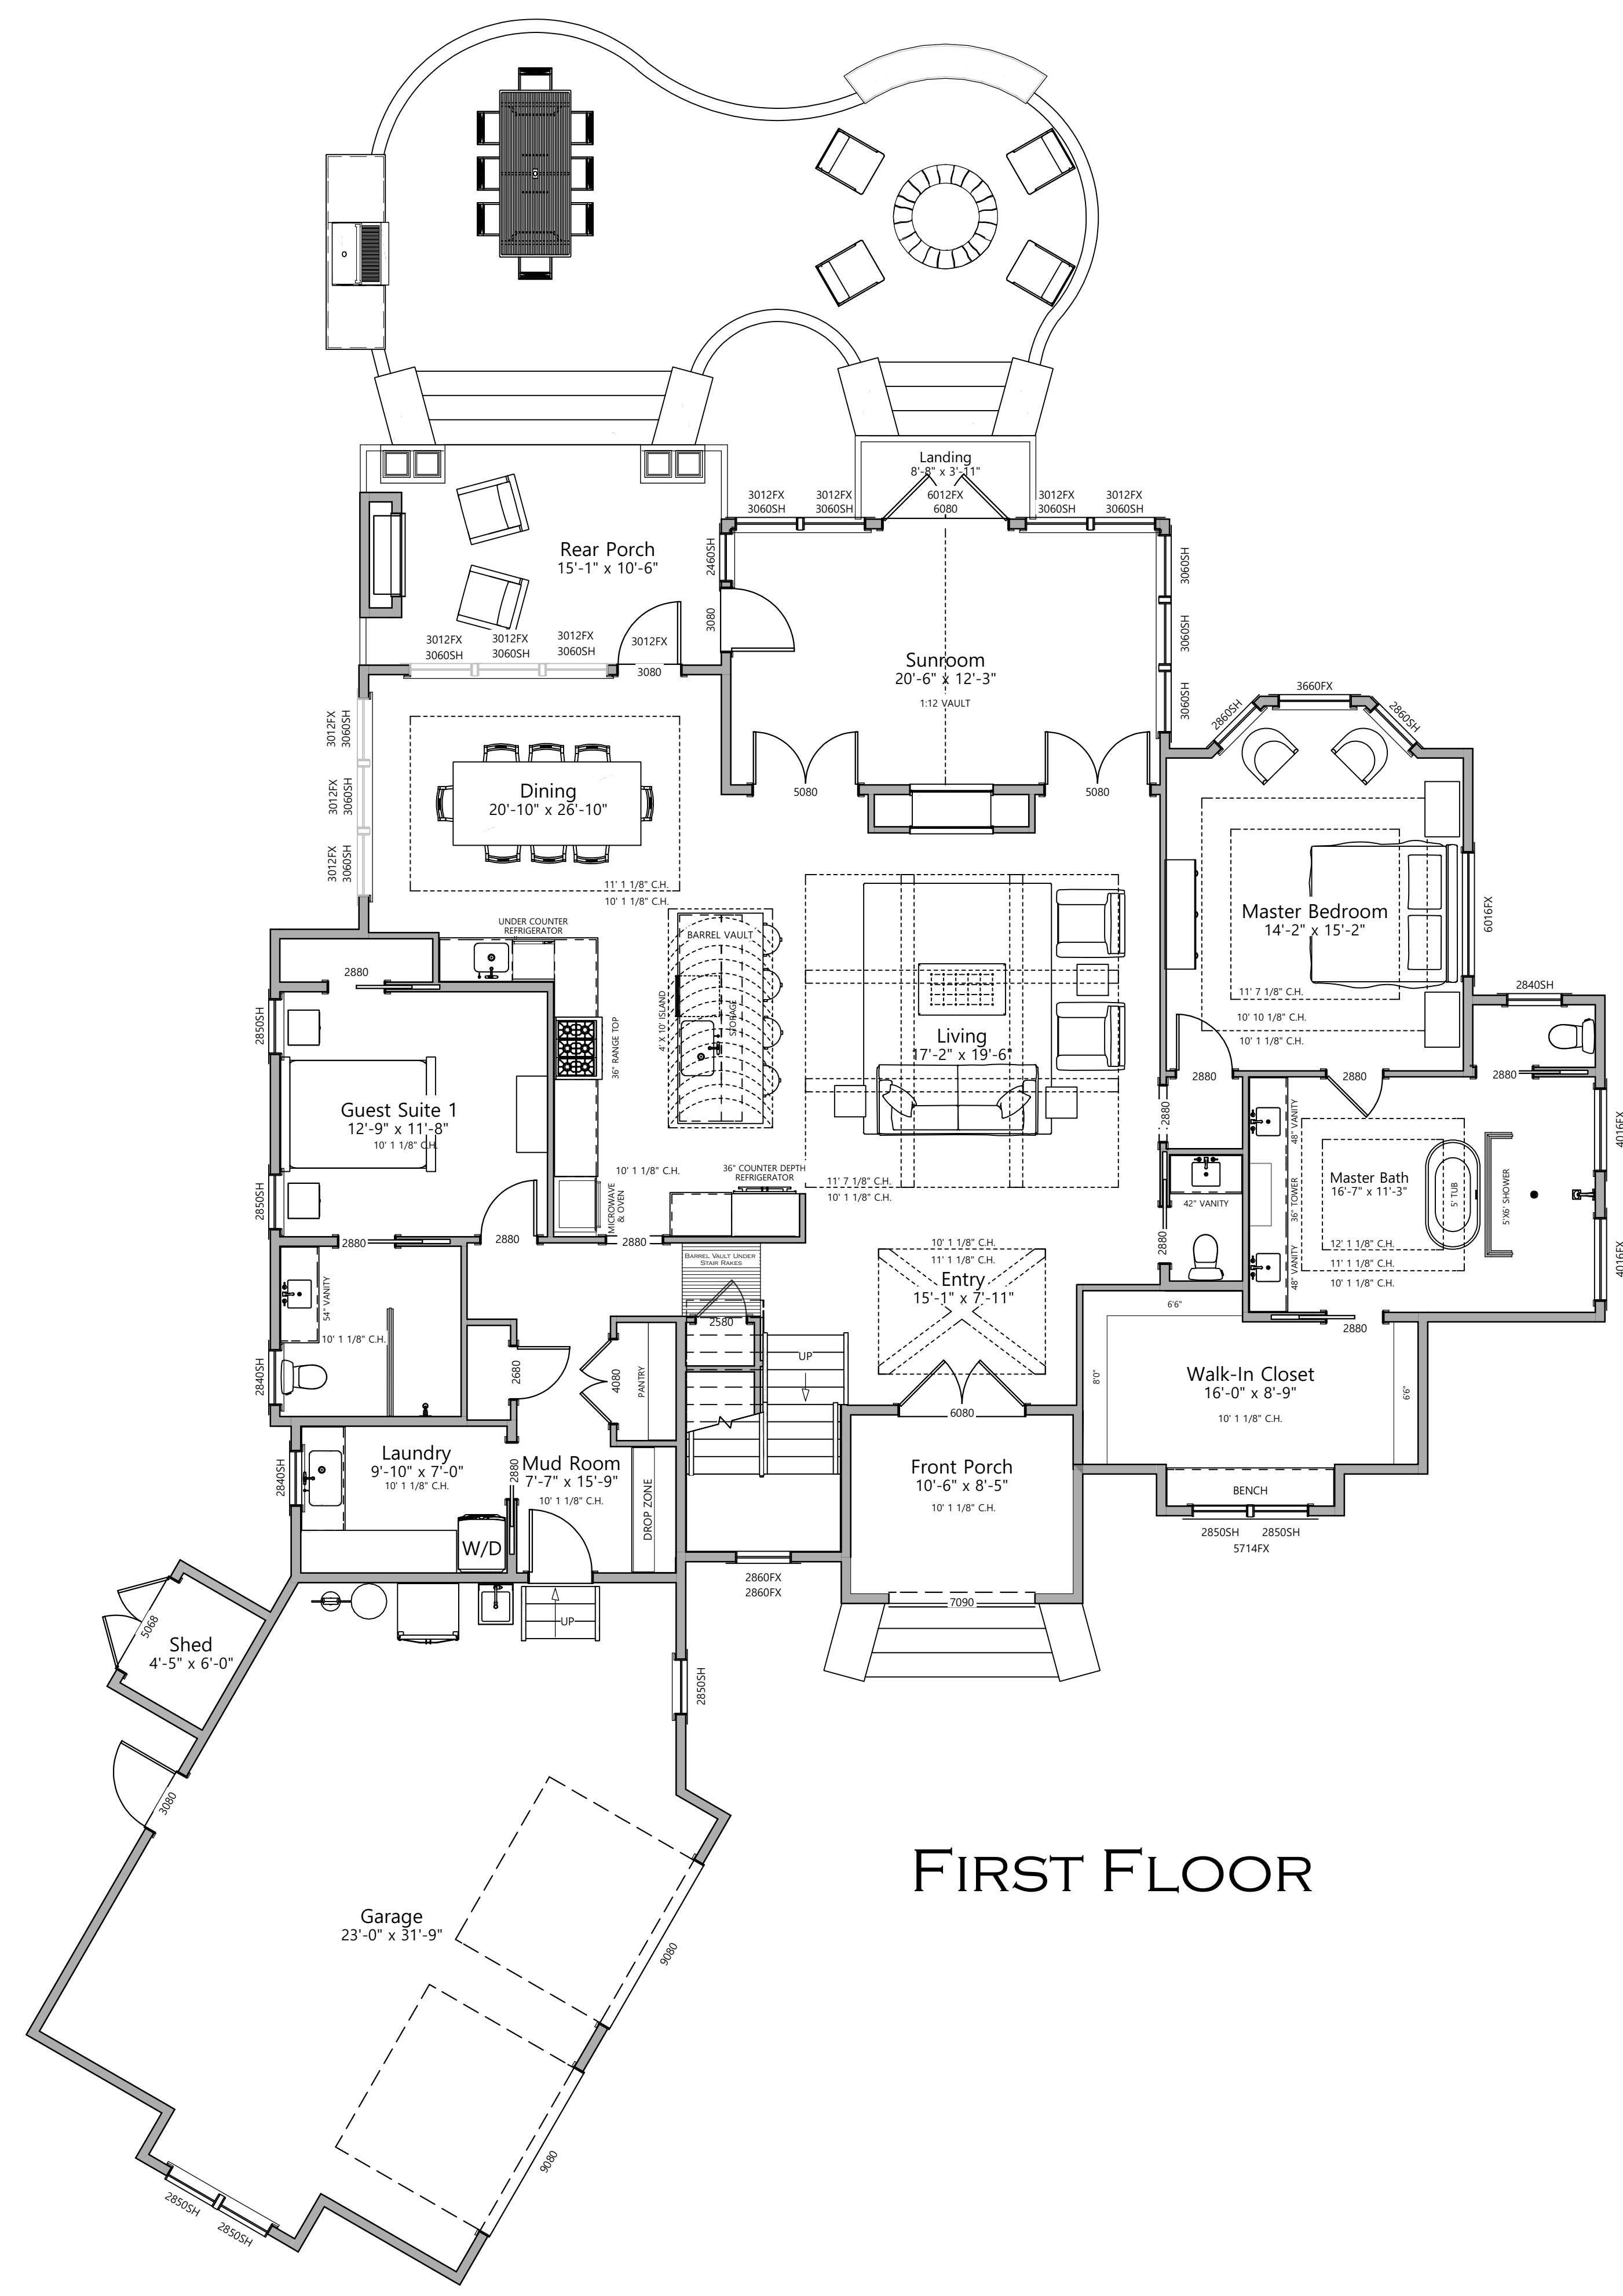 Landing
8'-8" x 3'-11"
3012FX
3060SH
3012FX
3060SH
6012FX
6080
3012FX
3060SH
3012FX
3060SH
Rear Porch
15'-1" x 10'-6"
2460SH
3080
3060SH
3060SH
3060SH
3012FX
3060SH
3012FX
3060SH
3012FX
3060SH
3012FX
3080
Sunroom
20'-6" x 12'-3"
1:12 VAULT
3012FX
3060SH
3012FX
3060SH
3012FX
3060SH
5080
5080
2860SH
3660FX
2860SH
Dining
20'-10" x 26'-10"
11' 1 1/8" C.H.
10' 1 1/8" C.H.
Master Bedroom
14'-2" x 15'-2"
11' 7 1/8" C.H.
10' 10 1/8" C.H.
10' 1 1/8" C.H.
6016FX
2840SH
UNDER COUNTER
REFRIGERATOR
BARREL VAULT
4' X 10' ISLAND
STORAGE
36" RANGE TOP
Living
17'-2" x 19'-6"
11' 7 1/8" C.H.
10' 1 1/8" C.H.
2880
2850SH
2850SH
Guest Suite 1
12'-9" x 11'-8"
10' 1 1/8" C.H.
2880
2880
2880
2880
10' 1 1/8" C.H.
36" COUNTER DEPTH
REFRIGERATOR
MICROWAVE
& OVEN
2880
42" VANITY
2880
48" VANITY
36" TOWER
48" VANITY
Master Bath
16'-7" x 11'-3"
5' TUB
5'X6' SHOWER
12' 1 1/8" C.H.
11' 1 1/8" C.H.
10' 1 1/8" C.H.
4016FX
4016FX
2880
2880
2880
BARREL VAULT UNDER
STAIR RAKES
10' 1 1/8" C.H.
11' 1 1/8" C.H.
Entry
15'-1" x 7'-11"
54" VANITY
10' 1 1/8" C.H.
2840SH
2580
UP
2680
4080
PANTRY
6080
6'6"
8'0"
6'6"
Walk-In Closet
16'-0" x 8'-9"
10' 1 1/8" C.H.
Laundry
9'-10" x 7'-0"
10' 1 1/8" C.H.
2840SH
2880
Mud Room
7'-7" x 15'-9"
10' 1 1/8" C.H.
DROP ZONE
W/D
Front Porch
10'-6" x 8'-5"
10' 1 1/8" C.H.
BENCH
2850SH
2850SH
5714FX
2860FX
2860FX
7090
UP
5068
Shed
4'-5" x 6'-0"
2850SH
3080
FIRST FLOOR
Garage
23'-0" x 31'-9"
9080
9080
2850SH
2850SH